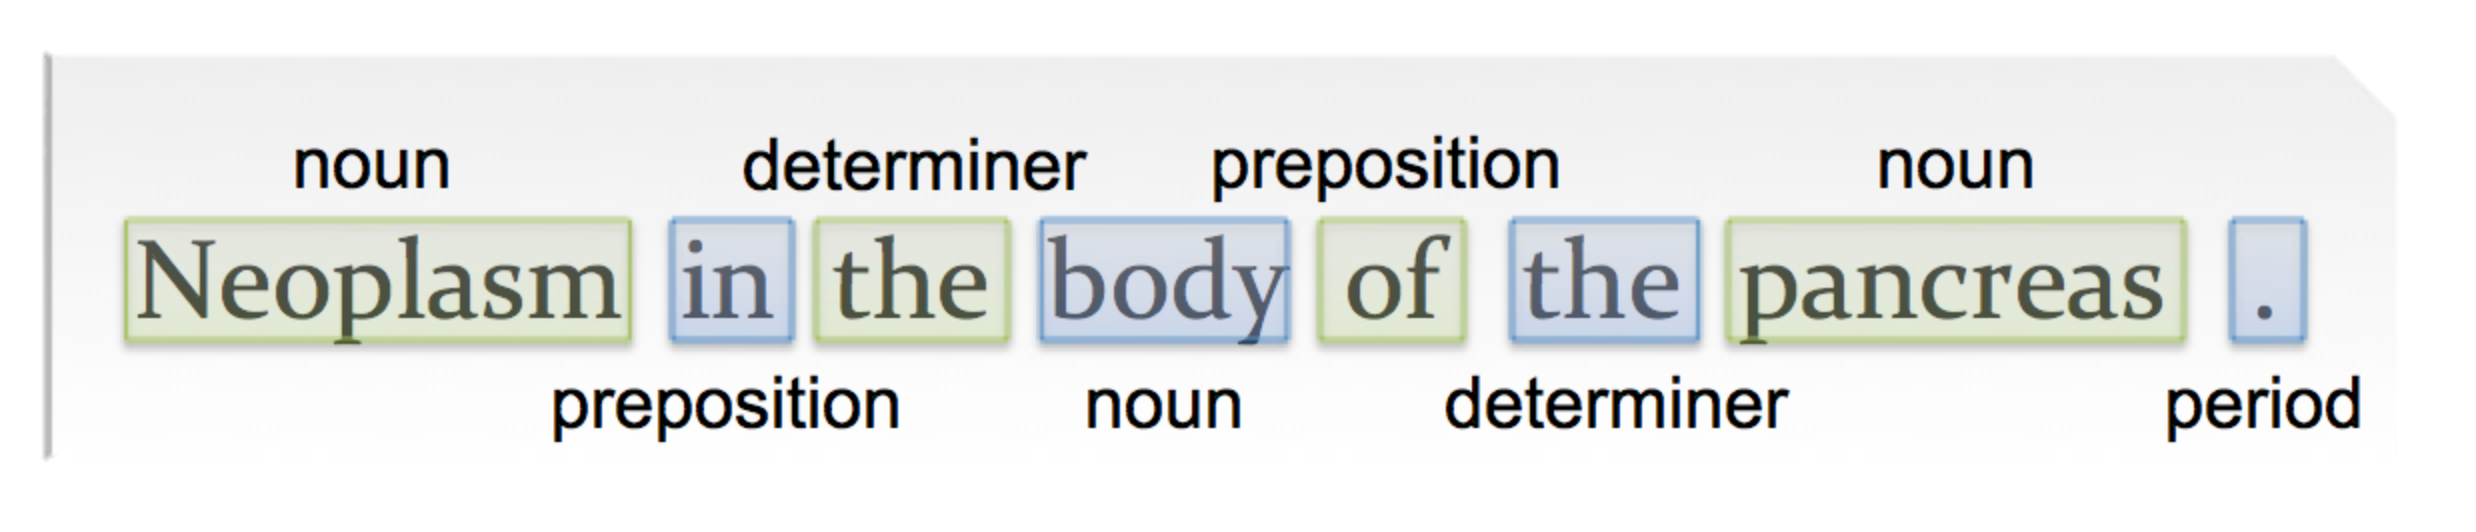 noun determiner preposition noun
Neoplasm in the body of the pancreas .
preposition noun determiner period